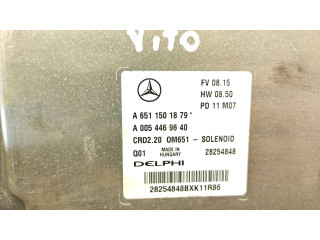 VITO
FV 08.15
HW 08.50
PD 11 M07
A 651 150 18 79*
A 005 446 96 40
CRD2.20 OM651 - SOLENOID
Q01 MADE IN HUNGARY 28254848
DELPHI
28254848BXK11R86